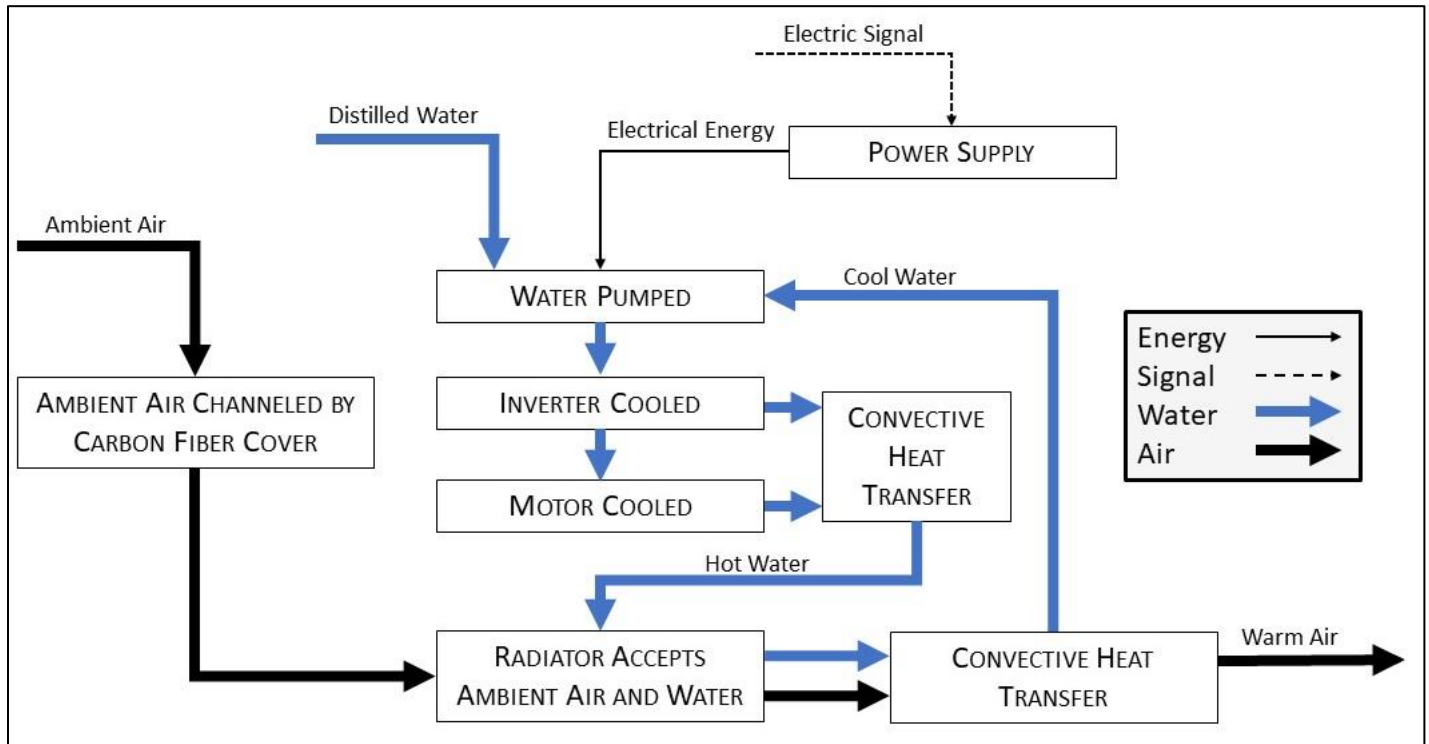 Electric Signal
Distilled Water
Electrical Energy
POWER SUPPLY
Ambient Air
WATER PUMPED
Cool Water
Energy
Signal
Water
Air
AMBIENT AIR CHANNELED BY
CARBON FIBER COVER
INVERTER COOLED
CONVECTIVE
HEAT
TRANSFER
MOTOR COOLED
Hot Water
RADIATOR ACCEPTS
AMBIENT AIR AND WATER
CONVECTIVE HEAT
TRANSFER
Warm Air